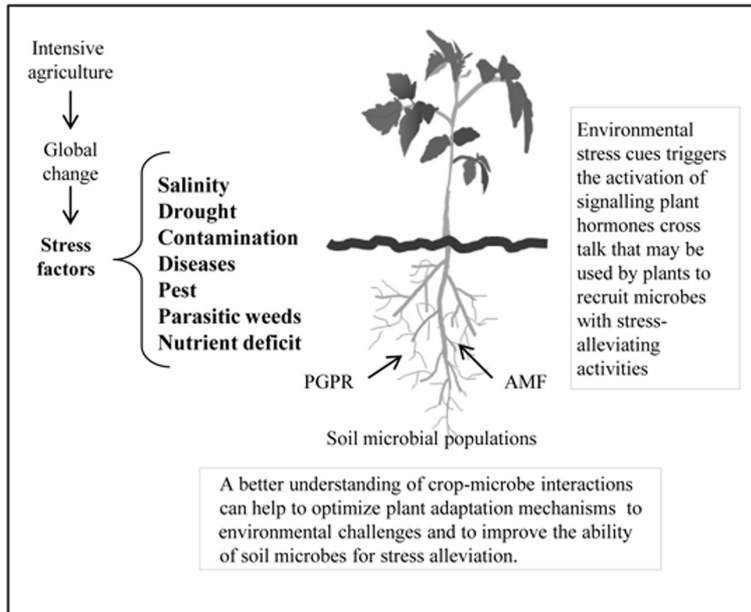 Intensive
agriculture
Global
change
Stress
factors
Salinity
Drought
Contamination
Diseases
Pest
Parasitic weeds
Nutrient deficit
PGPR
AMF
Soil microbial populations
Environmental
stress cues triggers
the activation of
signalling plant
hormones cross
talk that may be
used by plants to
recruit microbes
with stress-
alleviating
activities
A better understanding of crop-microbe interactions
can help to optimize plant adaptation mechanisms to
environmental challenges and to improve the ability
of soil microbes for stress alleviation.